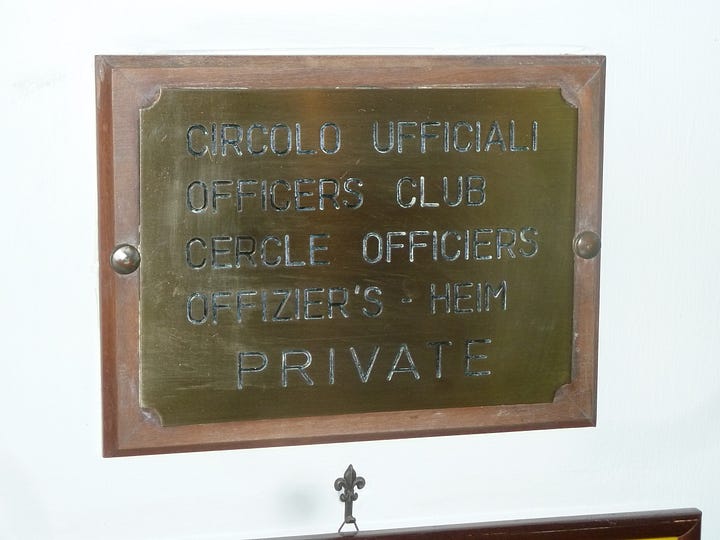 CIRCOLO UFFICIALI
OFFICERS CLUB
CERCLE OFFICIERS
OFFIZIER'S - HEIM
PRIVATE